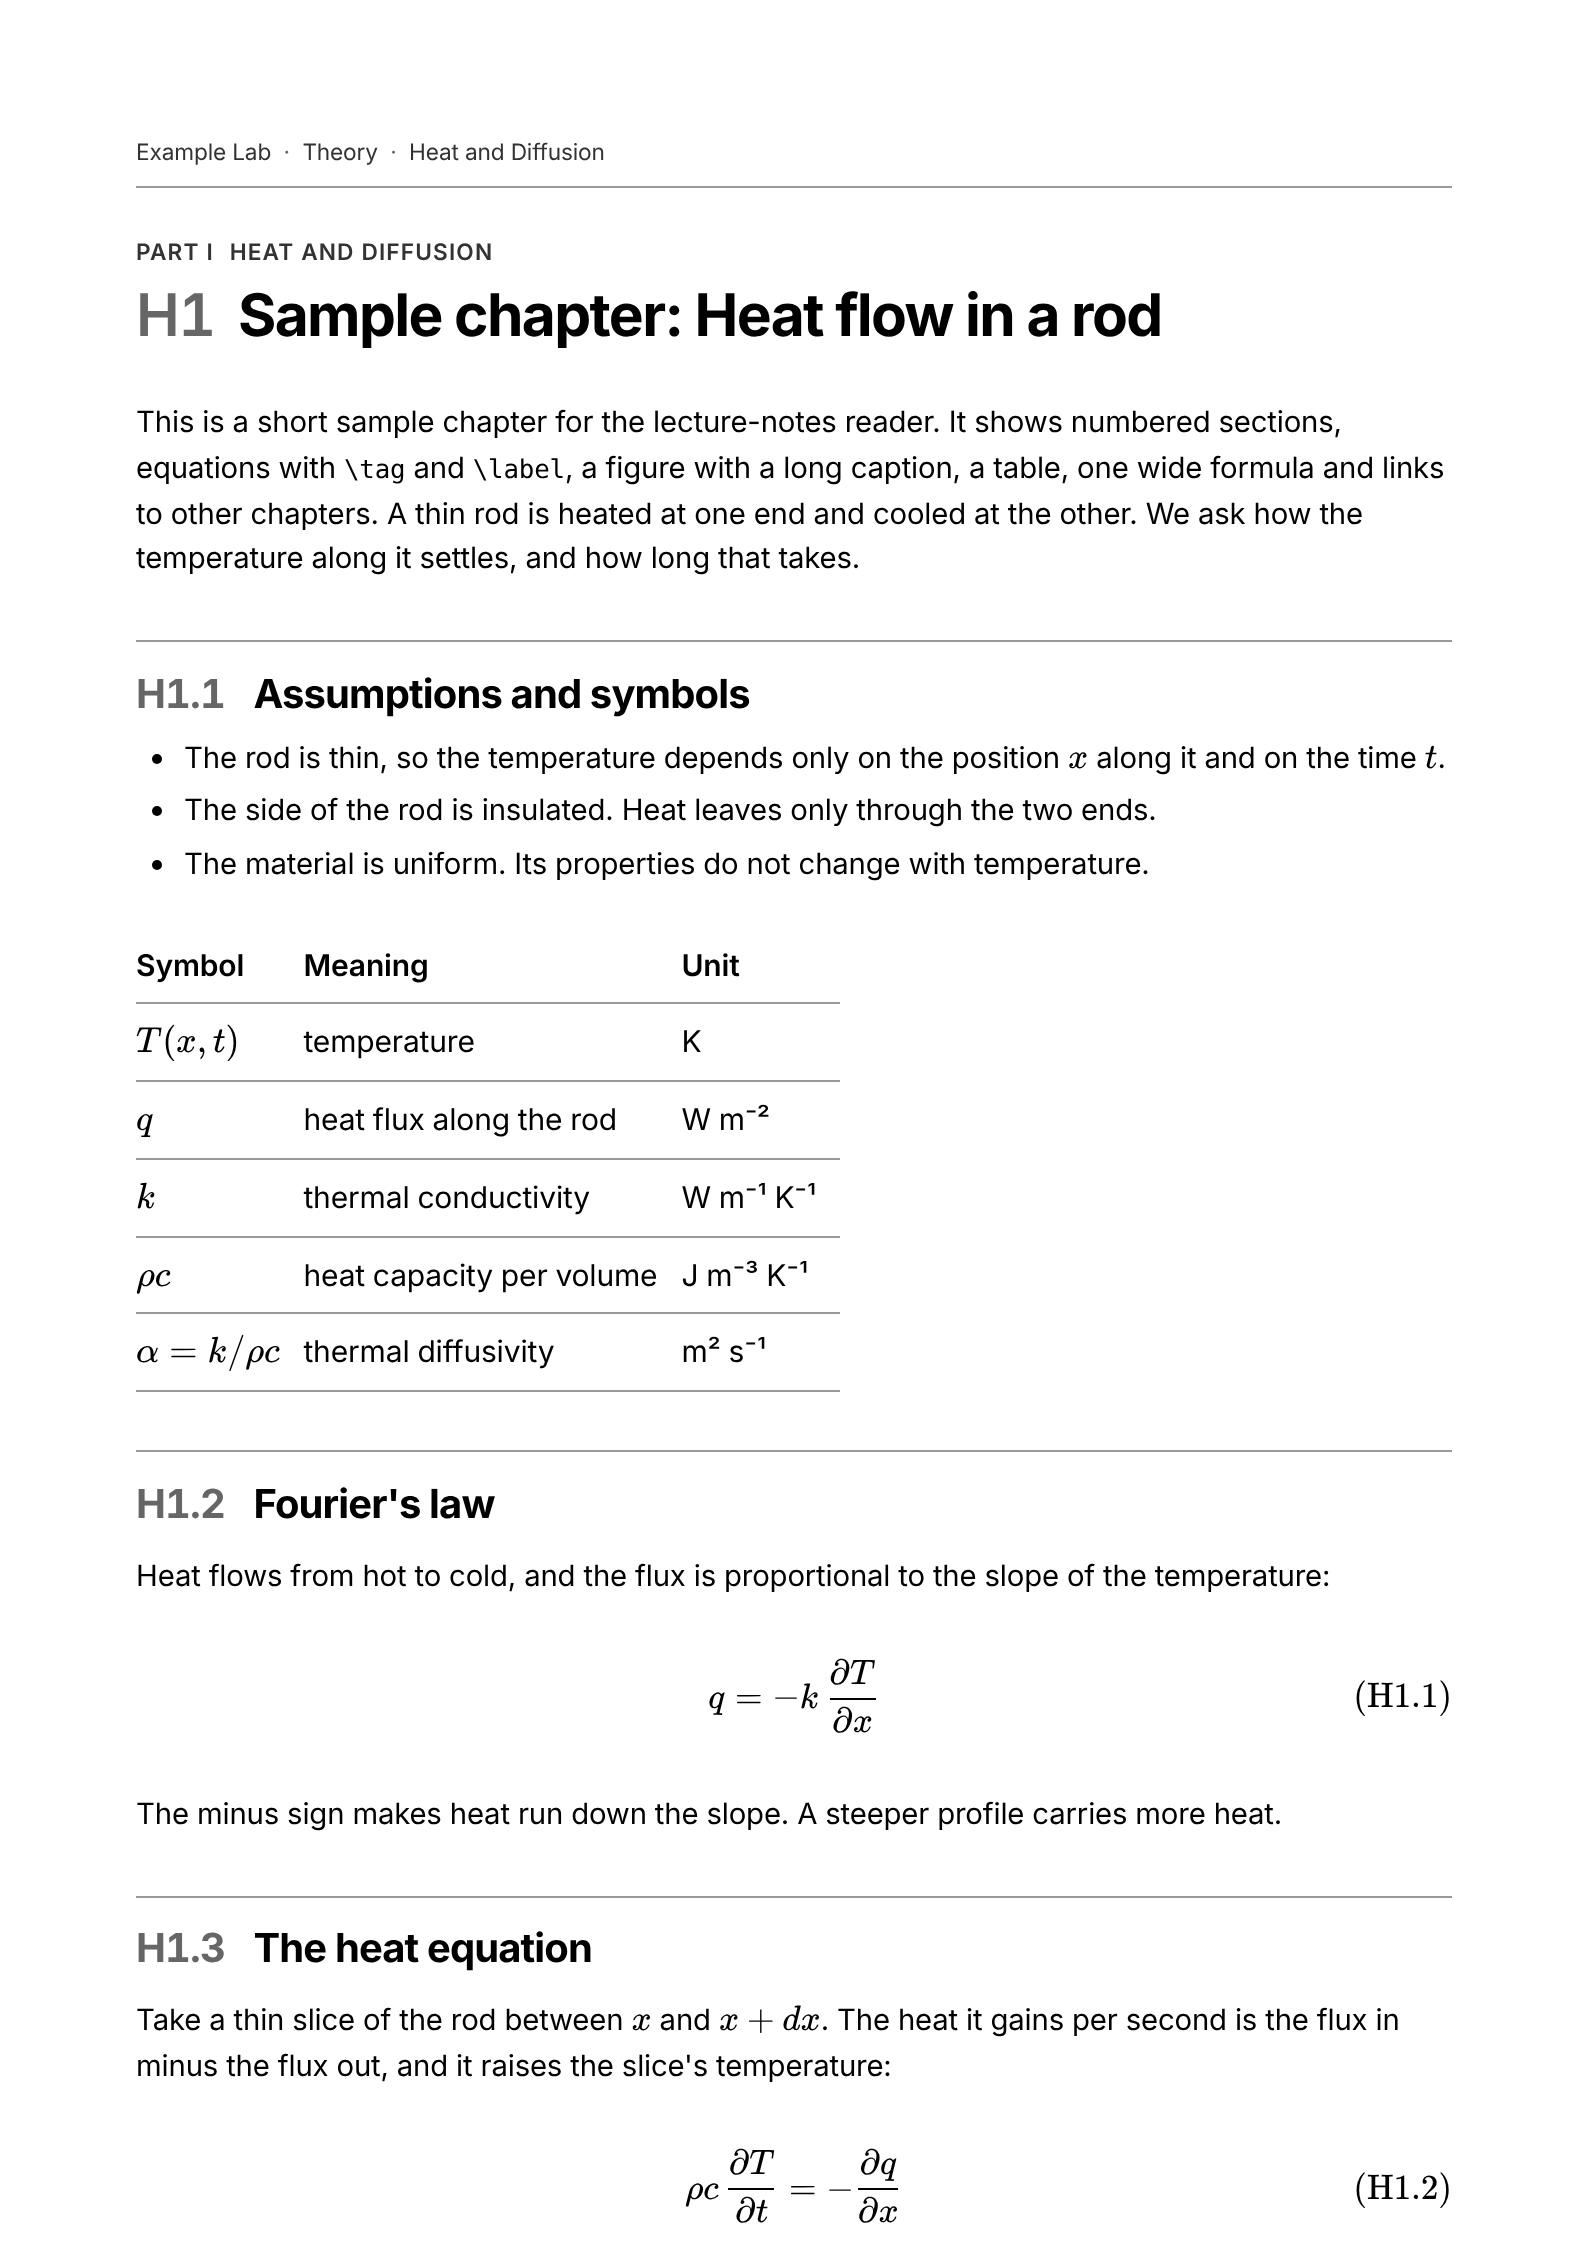 Example Lab · Theory · Heat and Diffusion
PART I HEAT AND DIFFUSION
H1 Sample chapter: Heat flow in a rod
This is a short sample chapter for the lecture-notes reader. It shows numbered sections,
equations with \tag and \label, a figure with a long caption, a table, one wide formula and links
to other chapters. A thin rod is heated at one end and cooled at the other. We ask how the
temperature along it settles, and how long that takes.
H1.1 Assumptions and symbols
• The rod is thin, so the temperature depends only on the position x along it and on the time t.
• The side of the rod is insulated. Heat leaves only through the two ends.
• The material is uniform. Its properties do not change with temperature.
Symbol Meaning Unit
T(x, t) temperature K
q heat flux along the rod W m⁻²
k thermal conductivity W m⁻¹ K⁻¹
ρc heat capacity per volume J m⁻³ K⁻¹
α = k/ρc thermal diffusivity m² s⁻¹
H1.2 Fourier's law
Heat flows from hot to cold, and the flux is proportional to the slope of the temperature:
q = −k ∂T/∂x (H1.1)
The minus sign makes heat run down the slope. A steeper profile carries more heat.
H1.3 The heat equation
Take a thin slice of the rod between x and x + dx. The heat it gains per second is the flux in
minus the flux out, and it raises the slice's temperature:
ρc ∂T/∂t = −∂q/∂x (H1.2)